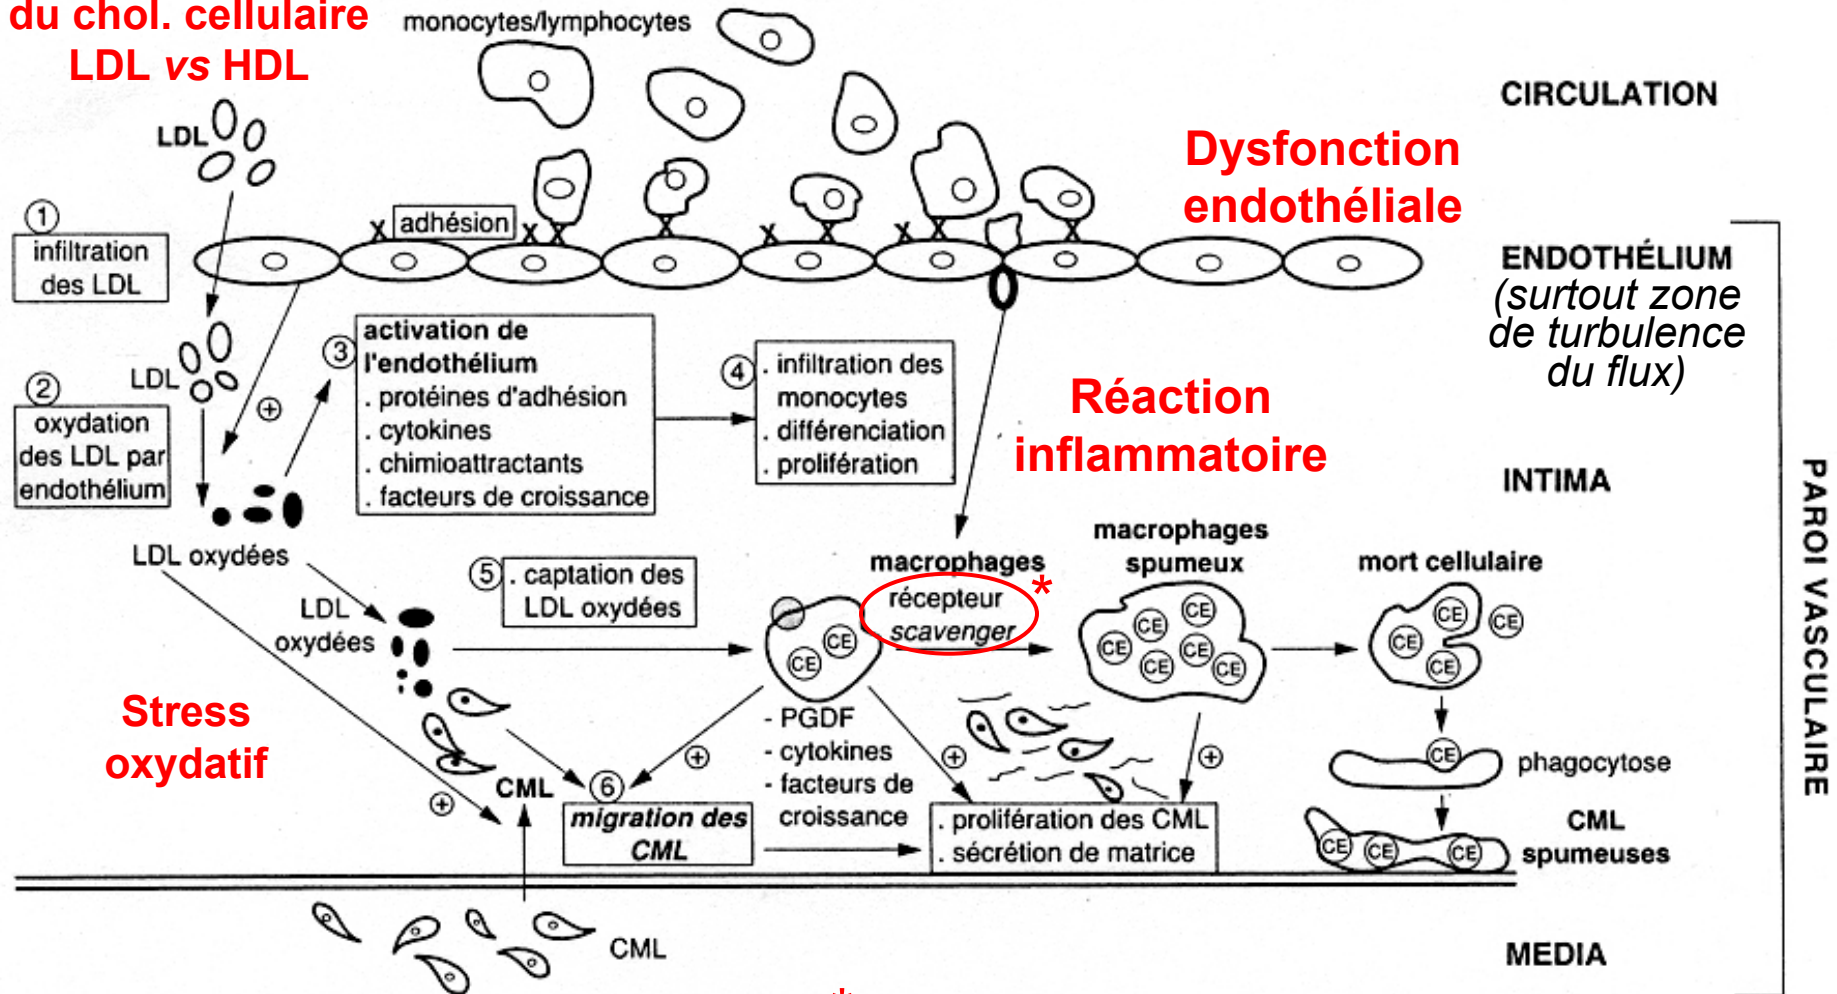 du chol. cellulaire
LDL vs HDL
monocytes/lymphocytes
CIRCULATION
LDL
Dysfonction
endothéliale
1
infiltration
des LDL
adhésion
ENDOTHÉLIUM
(surtout zone
de turbulence
du flux)
3
activation de
l'endothélium
. protéines d'adhésion
. cytokines
. chimioattractants
. facteurs de croissance
4
. infiltration des
monocytes
. différenciation
. prolifération
LDL
2
oxydation
des LDL par
endothélium
+
Réaction
inflammatoire
INTIMA
PAROI VASCULAIRE
LDL oxydées
5
. captation des
LDL oxydées
macrophages
récepteur
scavenger
*
macrophages
spumeux
mort cellulaire
LDL
oxydées
CE
CE
CE
CE
CE
CE
CE
CE
CE
CE
CE
CE
Stress
oxydatif
- PGDF
- cytokines
- facteurs de
croissance
+
+
+
+
CE
phagocytose
CML
6
migration des
CML
. prolifération des CML
. sécrétion de matrice
CML
spumeuses
CE
CE
CE
CML
MEDIA